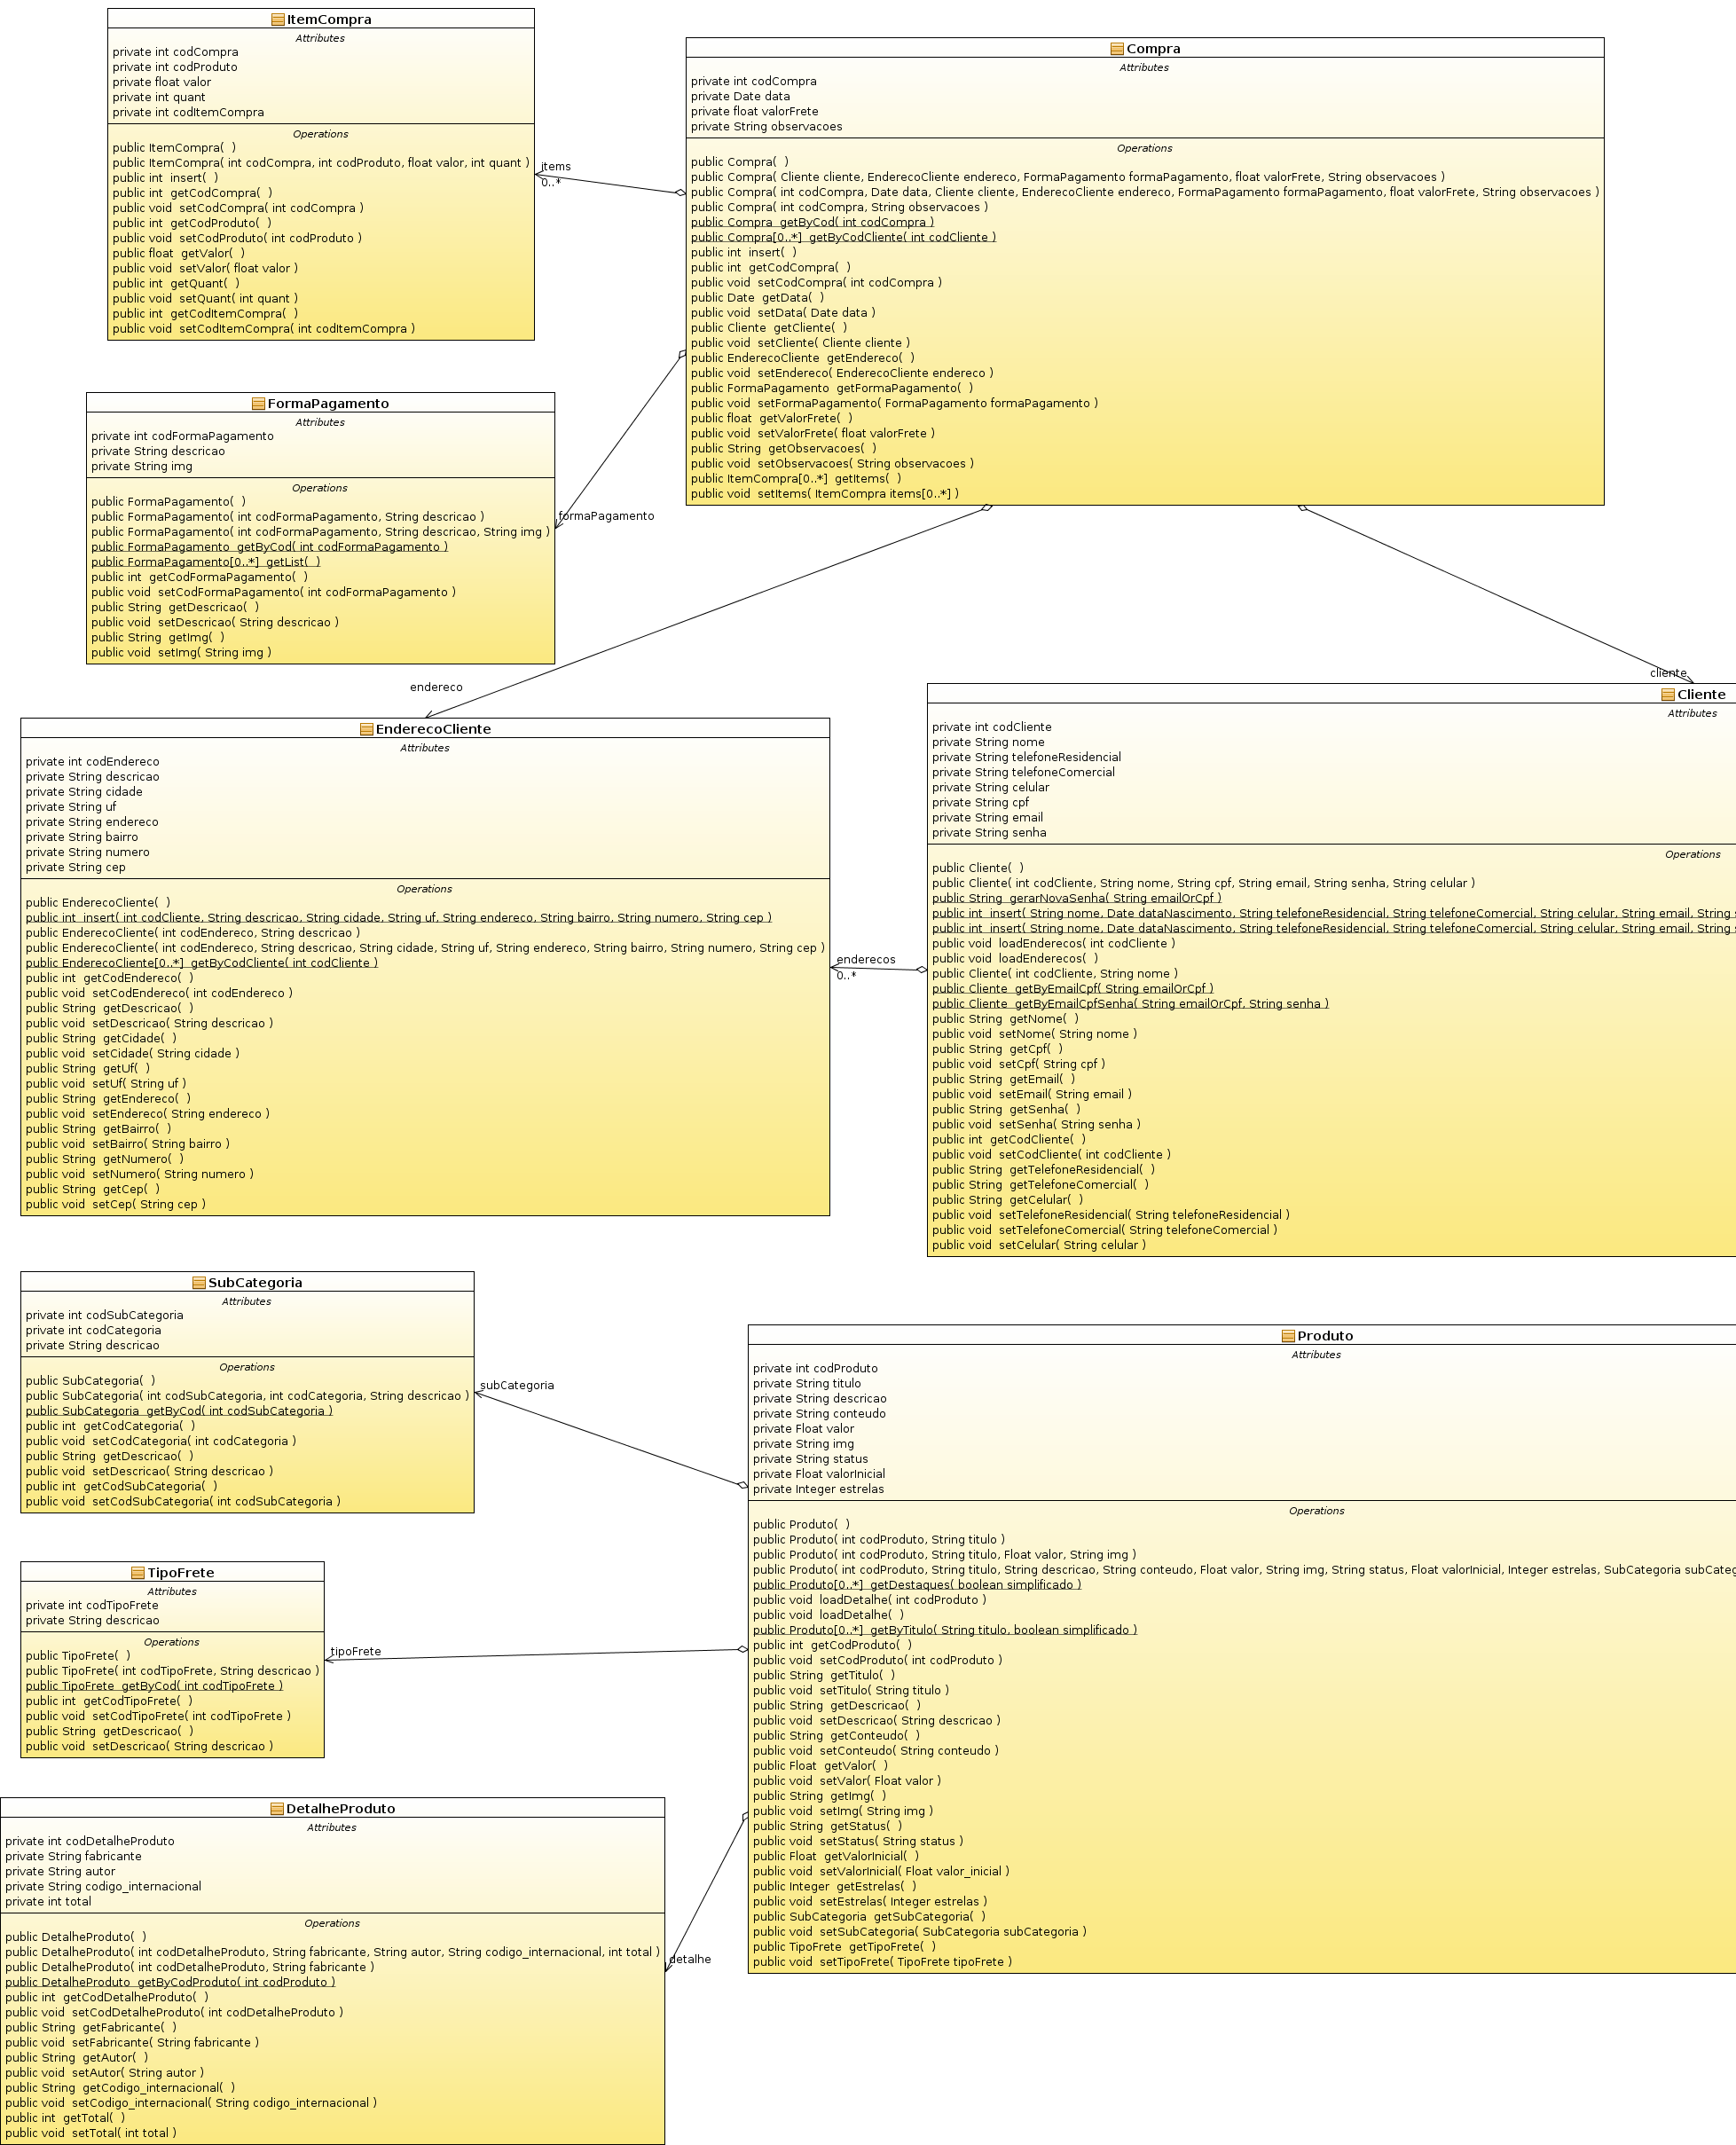 ItemCompra
Attributes
private int codCompra
private int codProduto
private float valor
private int quant
private int codItemCompra
Operations
public ItemCompra(  )
public ItemCompra( int codCompra, int codProduto, float valor, int quant )
public int  insert(  )
public int  getCodCompra(  )
public void  setCodCompra( int codCompra )
public int  getCodProduto(  )
public void  setCodProduto( int codProduto )
public float  getValor(  )
public void  setValor( float valor )
public int  getQuant(  )
public void  setQuant( int quant )
public int  getCodItemCompra(  )
public void  setCodItemCompra( int codItemCompra )
items
0..*
Compra
Attributes
private int codCompra
private Date data
private float valorFrete
private String observacoes
Operations
public Compra(  )
public Compra( Cliente cliente, EnderecoCliente endereco, FormaPagamento formaPagamento, float valorFrete, String observacoes )
public Compra( int codCompra, Date data, Cliente cliente, EnderecoCliente endereco, FormaPagamento formaPagamento, float valorFrete, String observacoes )
public Compra( int codCompra, String observacoes )
public Compra  getByCod( int codCompra )
public Compra[0..*]  getByCodCliente( int codCliente )
public int  insert(  )
public int  getCodCompra(  )
public void  setCodCompra( int codCompra )
public Date  getData(  )
public void  setData( Date data )
public Cliente  getCliente(  )
public void  setCliente( Cliente cliente )
public EnderecoCliente  getEndereco(  )
public void  setEndereco( EnderecoCliente endereco )
public FormaPagamento  getFormaPagamento(  )
public void  setFormaPagamento( FormaPagamento formaPagamento )
public float  getValorFrete(  )
public void  setValorFrete( float valorFrete )
public String  getObservacoes(  )
public void  setObservacoes( String observacoes )
public ItemCompra[0..*]  getItems(  )
public void  setItems( ItemCompra items[0..*] )
FormaPagamento
Attributes
private int codFormaPagamento
private String descricao
private String img
Operations
public FormaPagamento(  )
public FormaPagamento( int codFormaPagamento, String descricao )
public FormaPagamento( int codFormaPagamento, String descricao, String img )
public FormaPagamento  getByCod( int codFormaPagamento )
public FormaPagamento[0..*]  getList(  )
public int  getCodFormaPagamento(  )
public void  setCodFormaPagamento( int codFormaPagamento )
public String  getDescricao(  )
public void  setDescricao( String descricao )
public String  getImg(  )
public void  setImg( String img )
formaPagamento
endereco
cliente
EnderecoCliente
Attributes
private int codEndereco
private String descricao
private String cidade
private String uf
private String endereco
private String bairro
private String numero
private String cep
Operations
public EnderecoCliente(  )
public int  insert( int codCliente, String descricao, String cidade, String uf, String endereco, String bairro, String numero, String cep )
public EnderecoCliente( int codEndereco, String descricao )
public EnderecoCliente( int codEndereco, String descricao, String cidade, String uf, String endereco, String bairro, String numero, String cep )
public EnderecoCliente[0..*]  getByCodCliente( int codCliente )
public int  getCodEndereco(  )
public void  setCodEndereco( int codEndereco )
public String  getDescricao(  )
public void  setDescricao( String descricao )
public String  getCidade(  )
public void  setCidade( String cidade )
public String  getUf(  )
public void  setUf( String uf )
public String  getEndereco(  )
public void  setEndereco( String endereco )
public String  getBairro(  )
public void  setBairro( String bairro )
public String  getNumero(  )
public void  setNumero( String numero )
public String  getCep(  )
public void  setCep( String cep )
enderecos
0..*
Cliente
Attributes
private int codCliente
private String nome
private String telefoneResidencial
private String telefoneComercial
private String celular
private String cpf
private String email
private String senha
Operations
public Cliente(  )
public Cliente( int codCliente, String nome, String cpf, String email, String senha, String celular )
public String  gerarNovaSenha( String emailOrCpf )
public int  insert( String nome, Date dataNascimento, String telefoneResidencial, String telefoneComercial, String celular, String email, String
public int  insert( String nome, Date dataNascimento, String telefoneResidencial, String telefoneComercial, String celular, String email, String
public void  loadEnderecos( int codCliente )
public void  loadEnderecos(  )
public Cliente( int codCliente, String nome )
public Cliente  getByEmailCpf( String emailOrCpf )
public Cliente  getByEmailCpfSenha( String emailOrCpf, String senha )
public String  getNome(  )
public void  setNome( String nome )
public String  getCpf(  )
public void  setCpf( String cpf )
public String  getEmail(  )
public void  setEmail( String email )
public String  getSenha(  )
public void  setSenha( String senha )
public int  getCodCliente(  )
public void  setCodCliente( int codCliente )
public String  getTelefoneResidencial(  )
public String  getTelefoneComercial(  )
public String  getCelular(  )
public void  setTelefoneResidencial( String telefoneResidencial )
public void  setTelefoneComercial( String telefoneComercial )
public void  setCelular( String celular )
SubCategoria
Attributes
private int codSubCategoria
private int codCategoria
private String descricao
Operations
public SubCategoria(  )
public SubCategoria( int codSubCategoria, int codCategoria, String descricao )
public SubCategoria  getByCod( int codSubCategoria )
public int  getCodCategoria(  )
public void  setCodCategoria( int codCategoria )
public String  getDescricao(  )
public void  setDescricao( String descricao )
public int  getCodSubCategoria(  )
public void  setCodSubCategoria( int codSubCategoria )
subCategoria
Produto
Attributes
private int codProduto
private String titulo
private String descricao
private String conteudo
private Float valor
private String img
private String status
private Float valorInicial
private Integer estrelas
Operations
public Produto(  )
public Produto( int codProduto, String titulo )
public Produto( int codProduto, String titulo, Float valor, String img )
public Produto( int codProduto, String titulo, String descricao, String conteudo, Float valor, String img, String status, Float valorInicial, Integer estrelas, SubCategoria subCateg
public Produto[0..*]  getDestaques( boolean simplificado )
public void  loadDetalhe( int codProduto )
public void  loadDetalhe(  )
public Produto[0..*]  getByTitulo( String titulo, boolean simplificado )
public int  getCodProduto(  )
public void  setCodProduto( int codProduto )
public String  getTitulo(  )
public void  setTitulo( String titulo )
public String  getDescricao(  )
public void  setDescricao( String descricao )
public String  getConteudo(  )
public void  setConteudo( String conteudo )
public Float  getValor(  )
public void  setValor( Float valor )
public String  getImg(  )
public void  setImg( String img )
public String  getStatus(  )
public void  setStatus( String status )
public Float  getValorInicial(  )
public void  setValorInicial( Float valor_inicial )
public Integer  getEstrelas(  )
public void  setEstrelas( Integer estrelas )
public SubCategoria  getSubCategoria(  )
public void  setSubCategoria( SubCategoria subCategoria )
public TipoFrete  getTipoFrete(  )
public void  setTipoFrete( TipoFrete tipoFrete )
TipoFrete
Attributes
private int codTipoFrete
private String descricao
Operations
public TipoFrete(  )
public TipoFrete( int codTipoFrete, String descricao )
public TipoFrete  getByCod( int codTipoFrete )
public int  getCodTipoFrete(  )
public void  setCodTipoFrete( int codTipoFrete )
public String  getDescricao(  )
public void  setDescricao( String descricao )
tipoFrete
DetalheProduto
Attributes
private int codDetalheProduto
private String fabricante
private String autor
private String codigo_internacional
private int total
Operations
public DetalheProduto(  )
public DetalheProduto( int codDetalheProduto, String fabricante, String autor, String codigo_internacional, int total )
public DetalheProduto( int codDetalheProduto, String fabricante )
public DetalheProduto  getByCodProduto( int codProduto )
public int  getCodDetalheProduto(  )
public void  setCodDetalheProduto( int codDetalheProduto )
public String  getFabricante(  )
public void  setFabricante( String fabricante )
public String  getAutor(  )
public void  setAutor( String autor )
public String  getCodigo_internacional(  )
public void  setCodigo_internacional( String codigo_internacional )
public int  getTotal(  )
public void  setTotal( int total )
detalhe